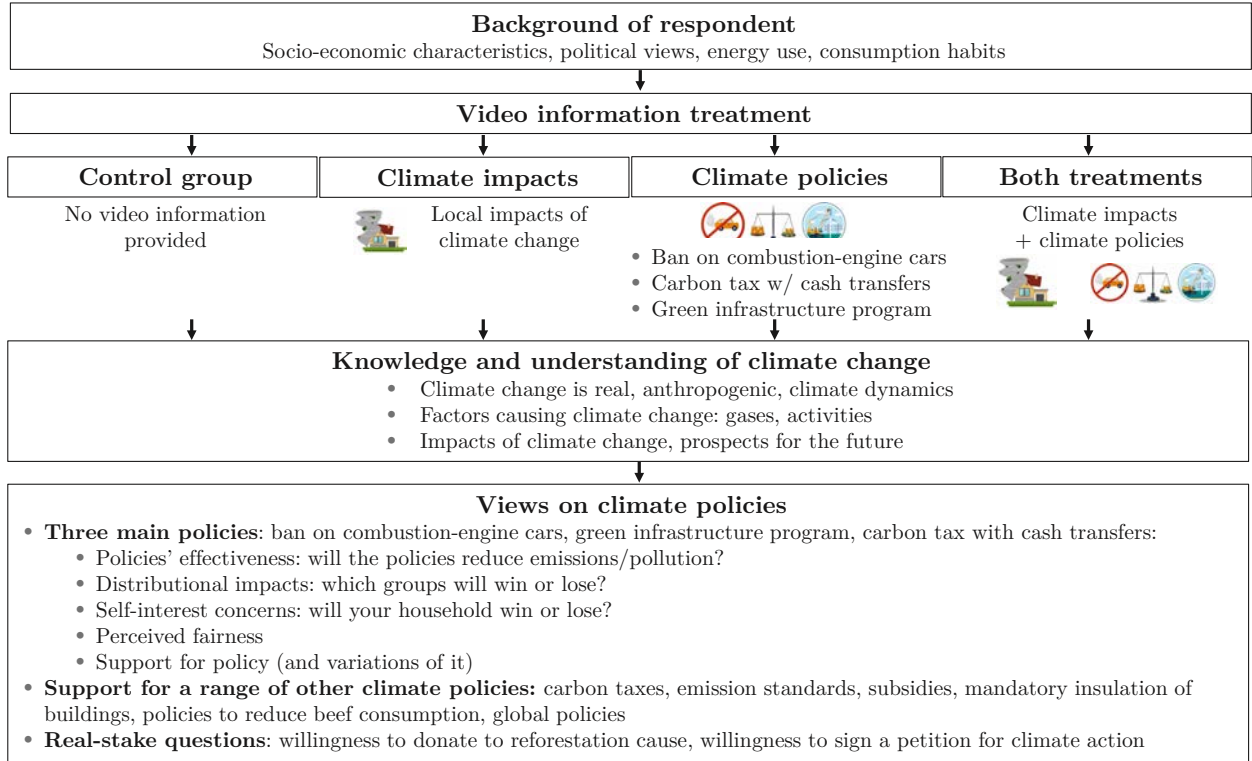 Background of respondent
Socio-economic characteristics, political views, energy use, consumption habits
Video information treatment
Control group
No video information
provided
Climate impacts
Local impacts of
climate change
Climate policies
• Ban on combustion-engine cars
• Carbon tax w/ cash transfers
• Green infrastructure program
Both treatments
Climate impacts
+ climate policies
Knowledge and understanding of climate change
• Climate change is real, anthropogenic, climate dynamics
• Factors causing climate change: gases, activities
• Impacts of climate change, prospects for the future
Views on climate policies
• Three main policies: ban on combustion-engine cars, green infrastructure program, carbon tax with cash transfers:
• Policies' effectiveness: will the policies reduce emissions/pollution?
• Distributional impacts: which groups will win or lose?
• Self-interest concerns: will your household win or lose?
• Perceived fairness
• Support for policy (and variations of it)
• Support for a range of other climate policies: carbon taxes, emission standards, subsidies, mandatory insulation of
buildings, policies to reduce beef consumption, global policies
• Real-stake questions: willingness to donate to reforestation cause, willingness to sign a petition for climate action